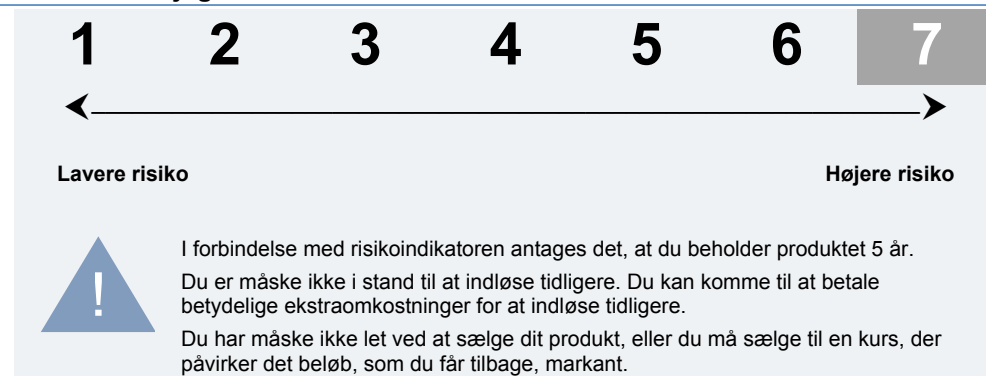 1 2 3 4 5 6 7
Lavere risiko Højere risiko
!
I forbindelse med risikoindikatoren antages det, at du beholder produktet 5 år.
Du er måske ikke i stand til at indløse tidligere. Du kan komme til at betale
betydelige ekstraomkostninger for at indløse tidligere.
Du har måske ikke let ved at sælge dit produkt, eller du må sælge til en kurs, der
påvirker det beløb, som du får tilbage, markant.